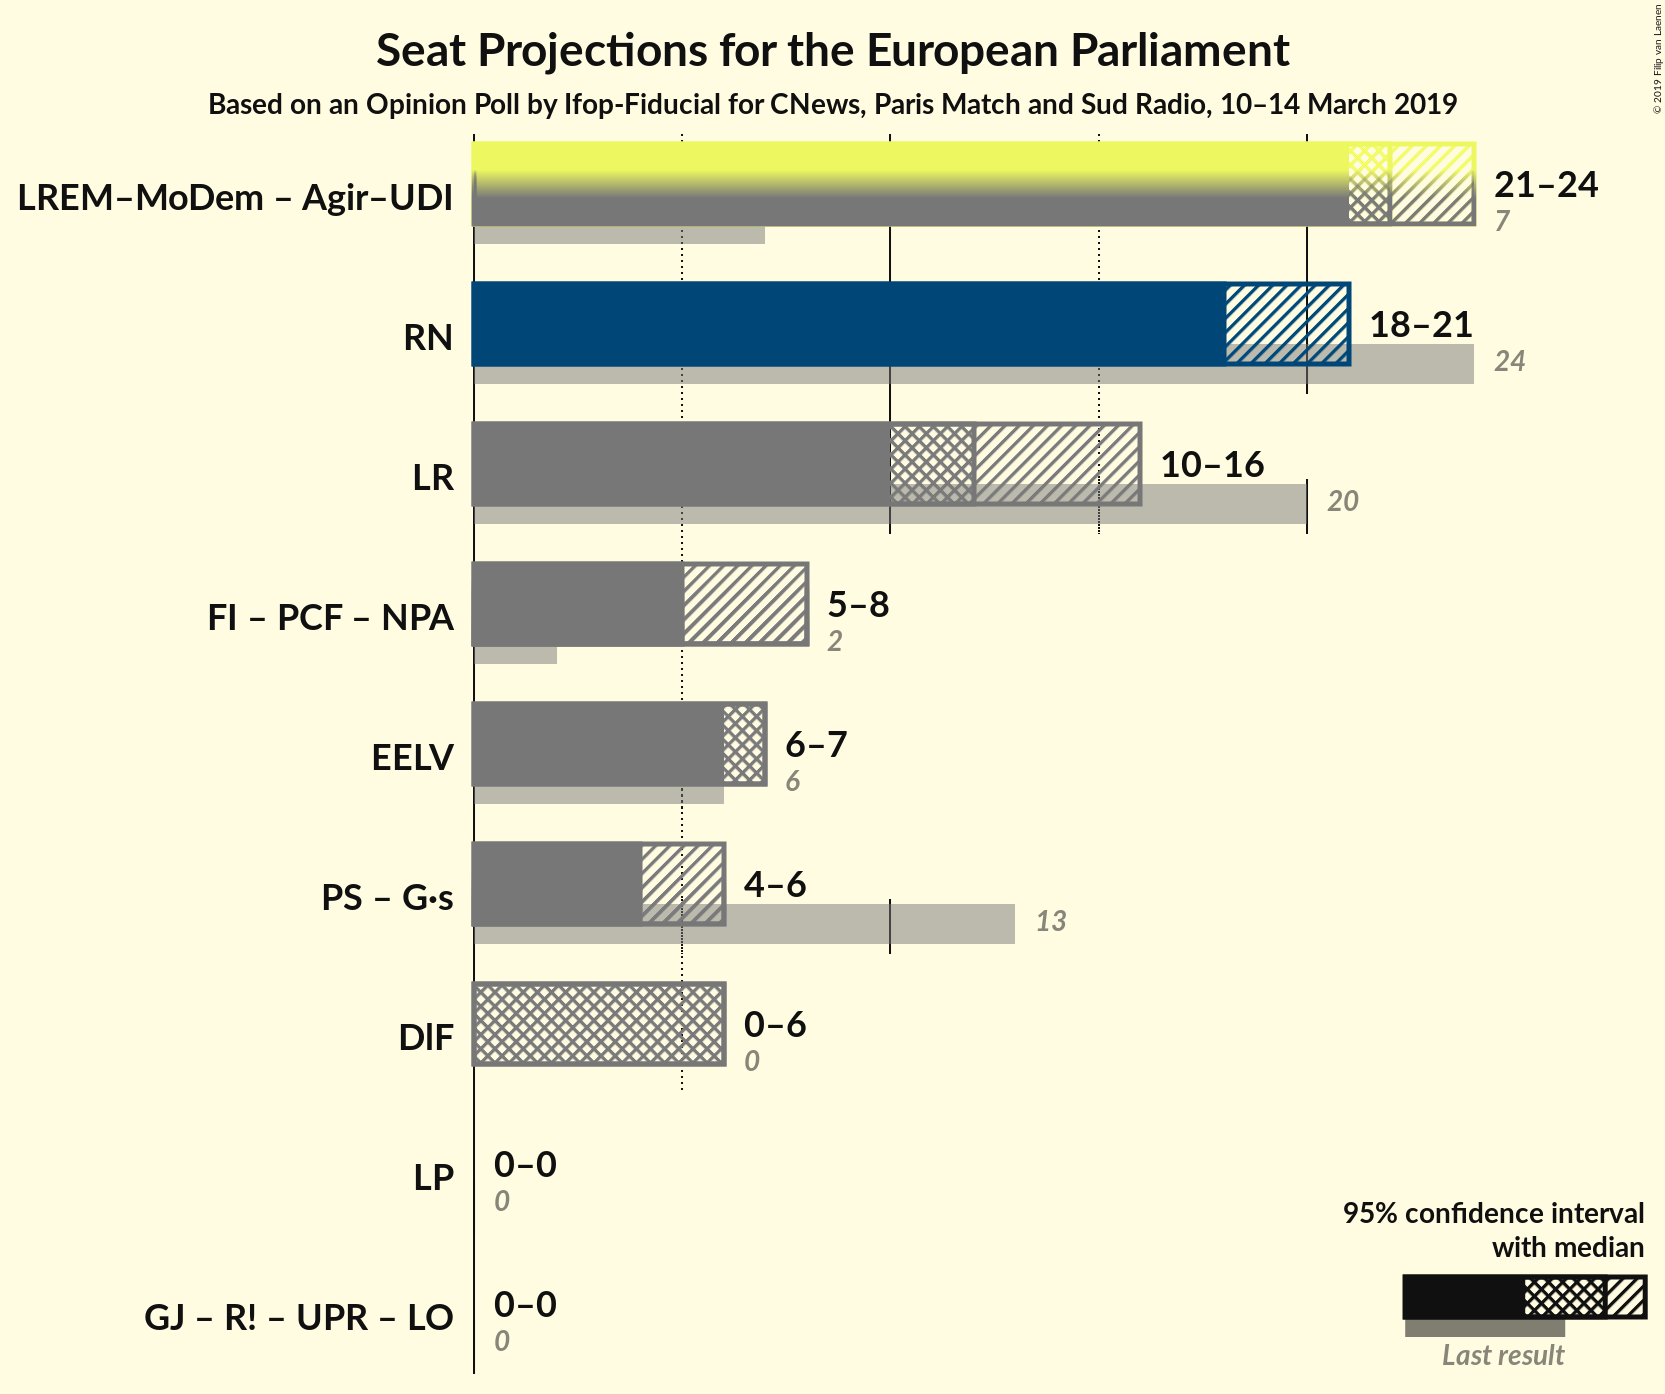 Seat Projections for the European Parliament
Based on an Opinion Poll by Ifop-Fiducial for CNews, Paris Match and Sud Radio, 10–14 March 2019
© 2019 Filip van Laenen
LREM–MoDem – Agir–UDI
21–24
7
RN
18–21
24
LR
10–16
20
FI – PCF – NPA
5–8
2
EELV
6–7
6
PS – G·s
4–6
13
DlF
0–6
0
LP
0–0
0
GJ – R! – UPR – LO
0–0
0
95% confidence interval
with median
Last result